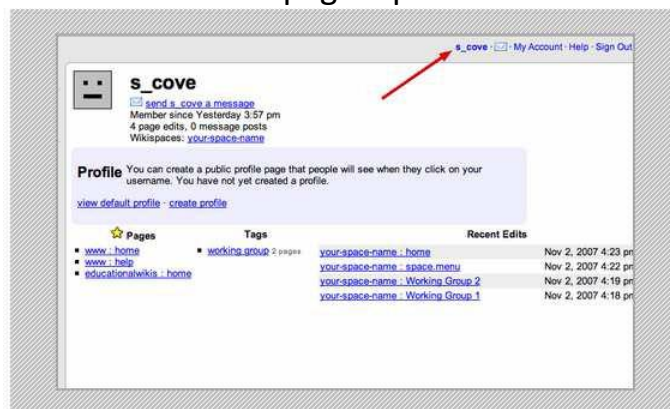 s_cove · My Account · Help · Sign Out
s_cove
send s_cove a message
Member since Yesterday 3:57 pm
4 page edits, 0 message posts
Wikispaces: your-space-name
Profile You can create a public profile page that people will see when they click on your
username. You have not yet created a profile.
view default profile · create profile
Pages
www : home
www : help
educationalwikis : home
Tags
working group 2 pages
Recent Edits
your-space-name : home Nov 2, 2007 4:23 pm
your-space-name : space.menu Nov 2, 2007 4:22 pm
your-space-name : Working Group 2 Nov 2, 2007 4:19 pm
your-space-name : Working Group 1 Nov 2, 2007 4:18 pm